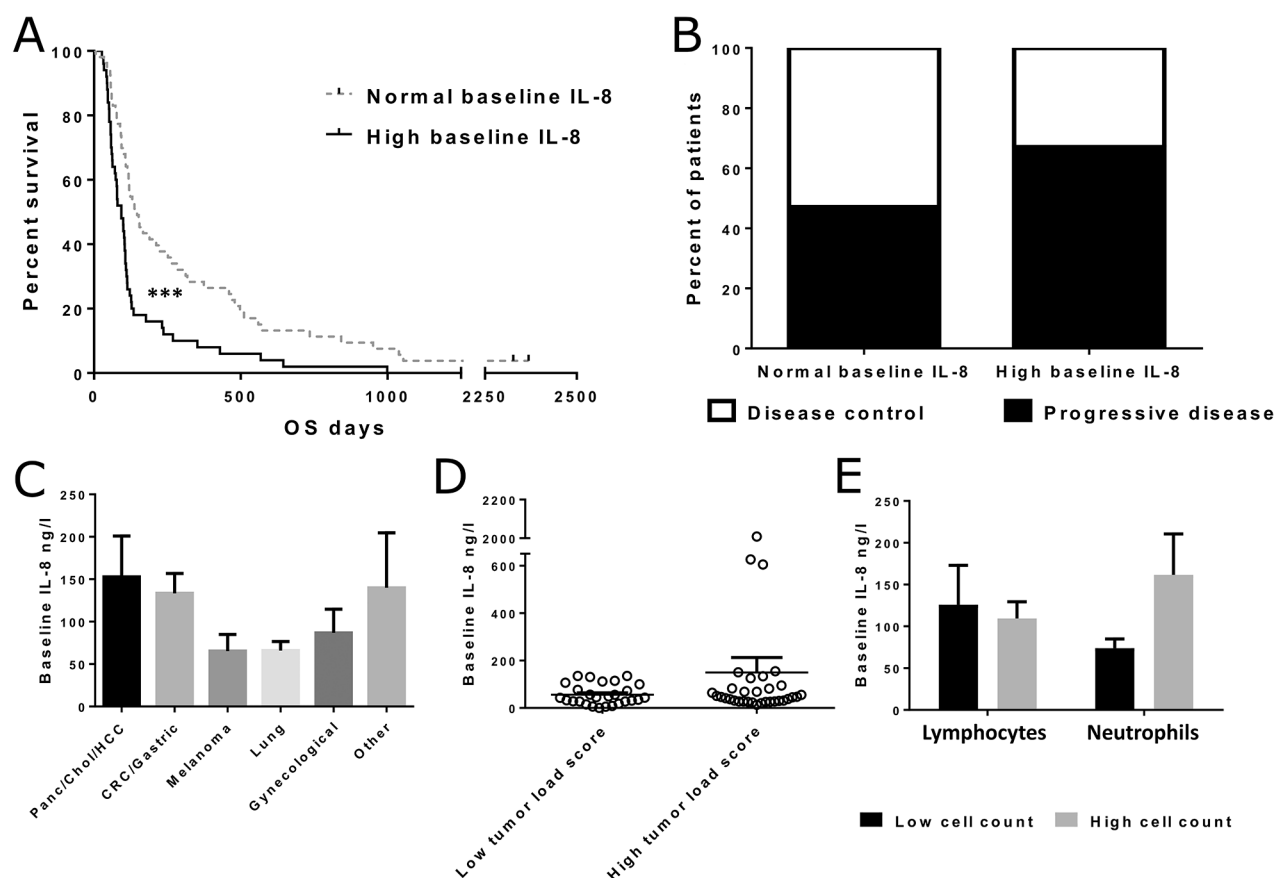 A
Percent survival
100
80
60
40
20
0
0
500
1000
2250
2500
OS days
Normal baseline IL-8
High baseline IL-8
***
B
Percent of patients
100
80
60
40
20
0
Normal baseline IL-8
High baseline IL-8
Disease control
Progressive disease
C
Baseline IL-8 ng/l
250
200
150
100
50
0
Panc/Chol/HCC
CRC/Gastric
Melanoma
Lung
Gynecological
Other
D
Baseline IL-8 ng/l
2200
2000
600
400
200
0
Low tumor load score
High tumor load score
E
Baseline IL-8 ng/l
250
200
150
100
50
0
Lymphocytes
Neutrophils
Low cell count
High cell count